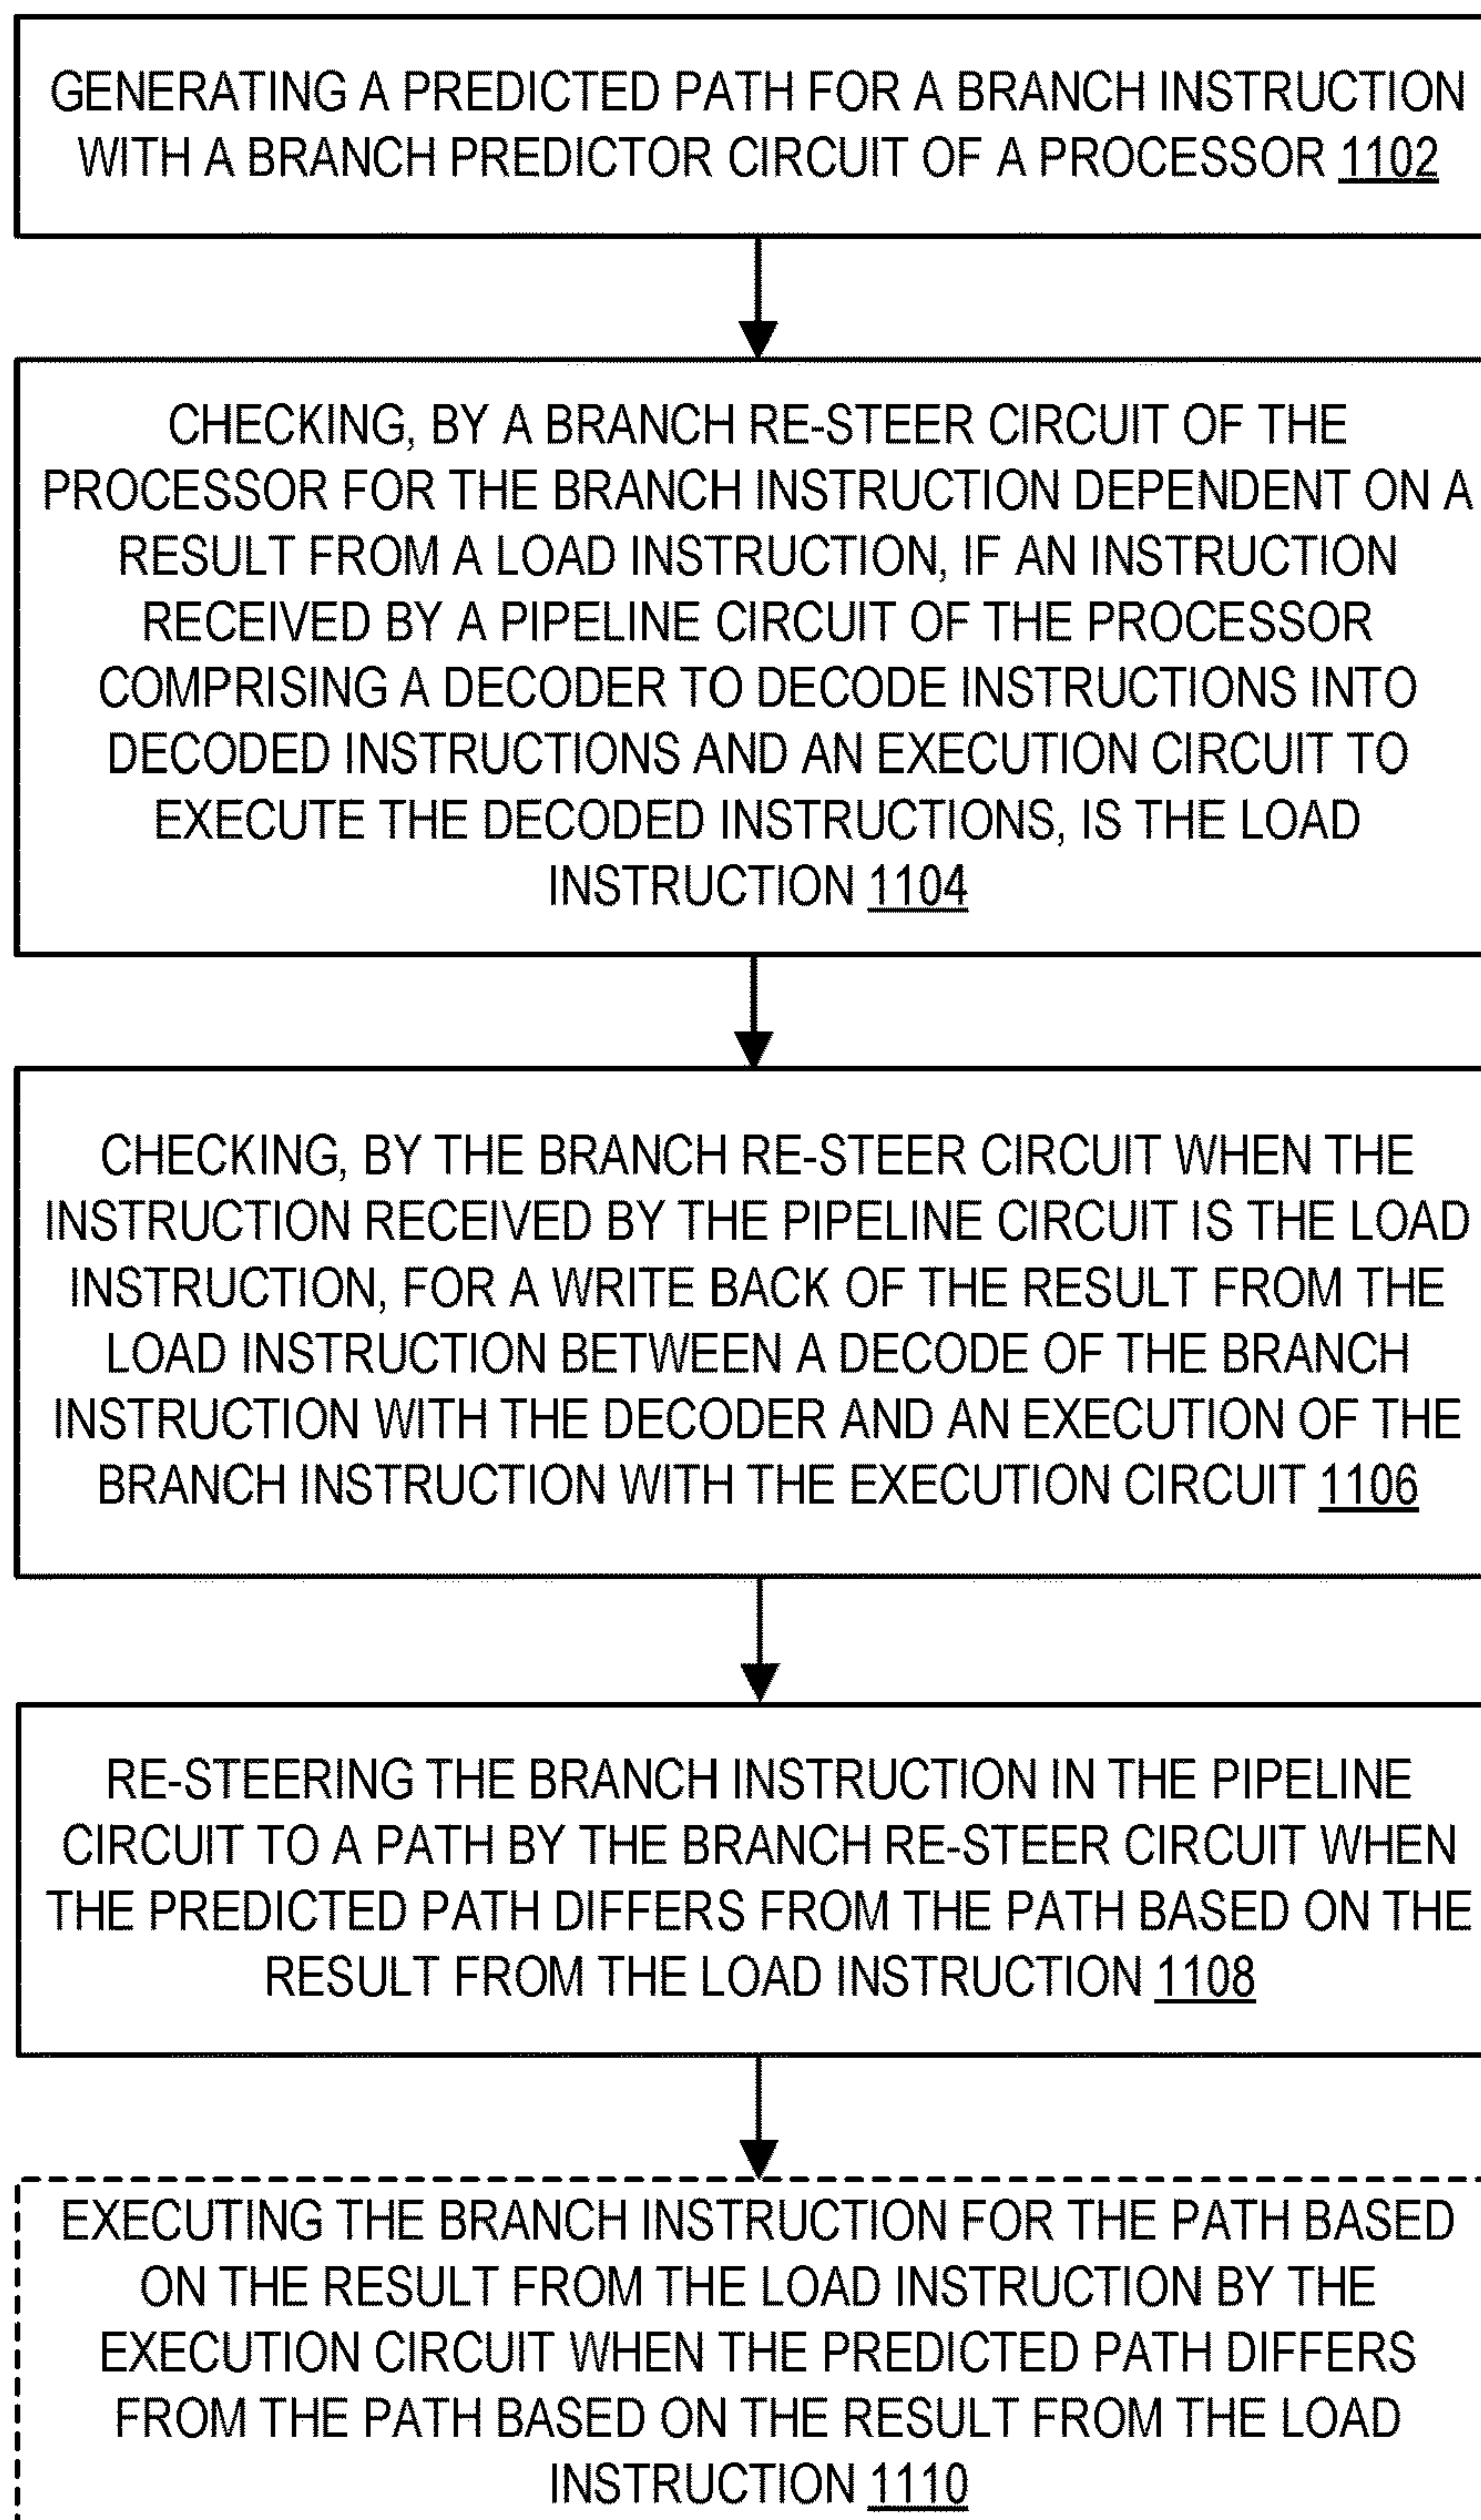 GENERATING A PREDICTED PATH FOR A BRANCH INSTRUCTION
WITH A BRANCH PREDICTOR CIRCUIT OF A PROCESSOR 1102
CHECKING, BY A BRANCH RE-STEER CIRCUIT OF THE
PROCESSOR FOR THE BRANCH INSTRUCTION DEPENDENT ON A
RESULT FROM A LOAD INSTRUCTION, IF AN INSTRUCTION
RECEIVED BY A PIPELINE CIRCUIT OF THE PROCESSOR
COMPRISING A DECODER TO DECODE INSTRUCTIONS INTO
DECODED INSTRUCTIONS AND AN EXECUTION CIRCUIT TO
EXECUTE THE DECODED INSTRUCTIONS, IS THE LOAD
INSTRUCTION 1104
CHECKING, BY THE BRANCH RE-STEER CIRCUIT WHEN THE
INSTRUCTION RECEIVED BY THE PIPELINE CIRCUIT IS THE LOAD
INSTRUCTION, FOR A WRITE BACK OF THE RESULT FROM THE
LOAD INSTRUCTION BETWEEN A DECODE OF THE BRANCH
INSTRUCTION WITH THE DECODER AND AN EXECUTION OF THE
BRANCH INSTRUCTION WITH THE EXECUTION CIRCUIT 1106
RE-STEERING THE BRANCH INSTRUCTION IN THE PIPELINE
CIRCUIT TO A PATH BY THE BRANCH RE-STEER CIRCUIT WHEN
THE PREDICTED PATH DIFFERS FROM THE PATH BASED ON THE
RESULT FROM THE LOAD INSTRUCTION 1108
EXECUTING THE BRANCH INSTRUCTION FOR THE PATH BASED
ON THE RESULT FROM THE LOAD INSTRUCTION BY THE
EXECUTION CIRCUIT WHEN THE PREDICTED PATH DIFFERS
FROM THE PATH BASED ON THE RESULT FROM THE LOAD
INSTRUCTION 1110